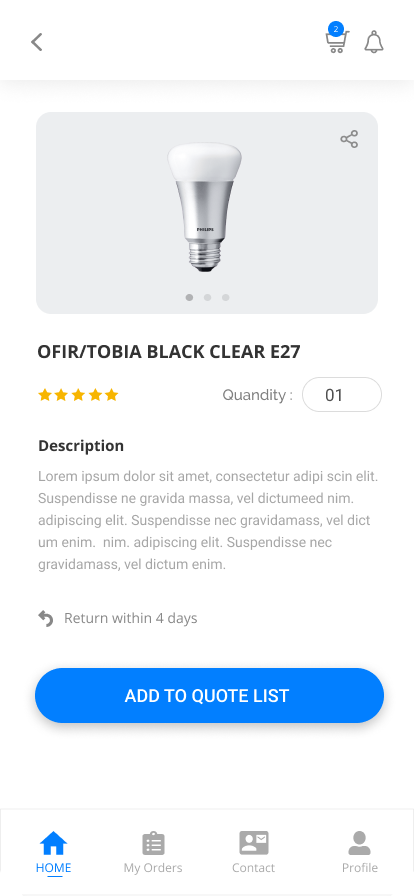 2
PHILIPS
OFIR/TOBIA BLACK CLEAR E27
Qundity : 01
Description
Lorem ipsum dolor sit amet, consectetur adipi scin elit.
Suspendisse ne gravida massa, vel dictumeed nim.
adipiscing elit. Suspendisse nec gravidamass, vel dict
um enim.  nim. adipiscing elit. Suspendisse nec
gravidamass, vel dictum enim.
Return within 4 days
ADD TO QUOTE LIST
HOME My Orders Contact Profile